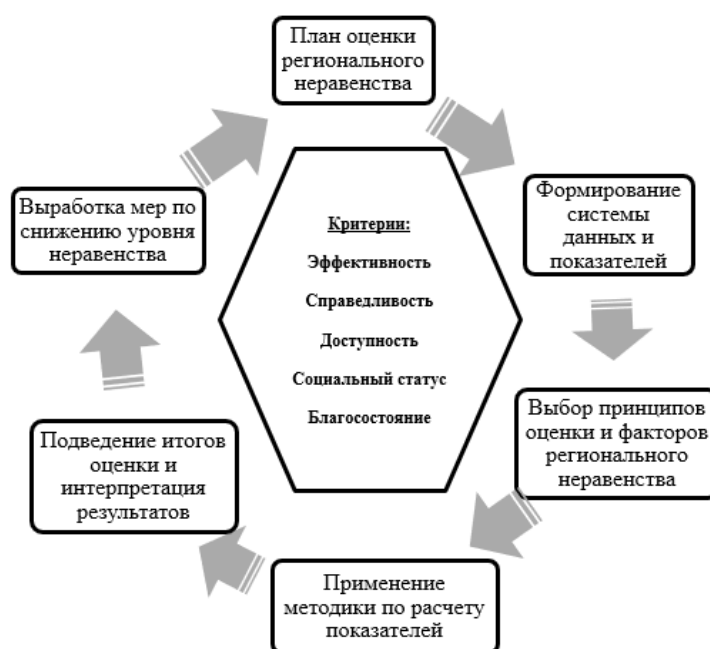 План оценки
регионального
неравенства
Формирование
системы
данных и
показателей
Выбор принципов
оценки и факторов
регионального
неравенства
Применение
методики по расчету
показателей
Подведение итогов
оценки и
интерпретация
результатов
Выработка мер по
снижению уровня
неравенства
Критерии:
Эффективность
Справедливость
Доступность
Социальный статус
Благосостояние